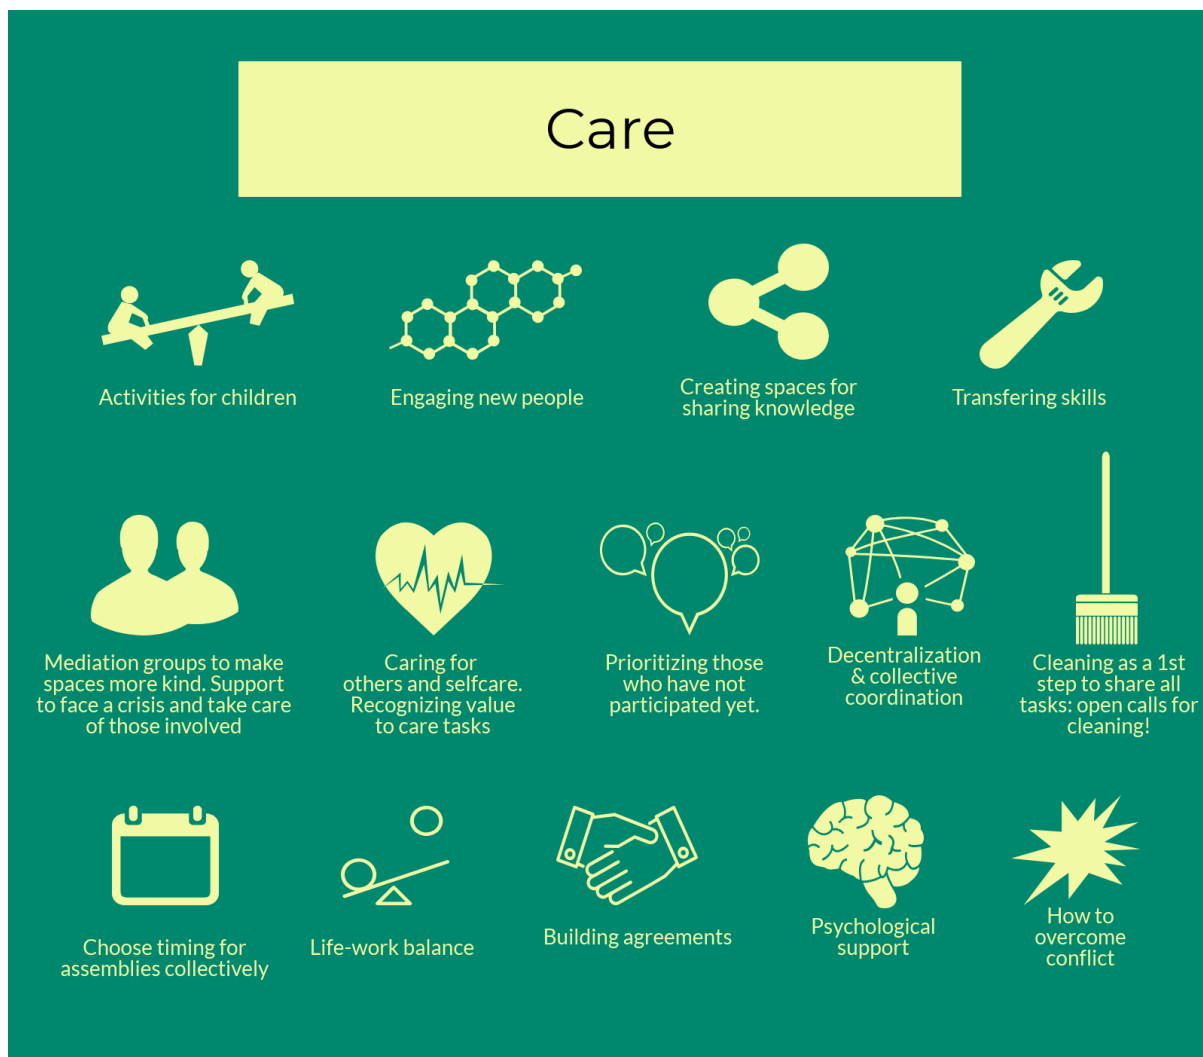 Care
Activities for children
Engaging new people
Creating spaces for
sharing knowledge
Transfering skills
Mediation groups to make
spaces more kind. Support
to face a crisis and take care
of those involved
Caring for
others and selfcare.
Recognizing value
to care tasks
Prioritizing those
who have not
participated yet.
Decentralization
& collective
coordination
Cleaning as a 1st
step to share all
tasks: open calls for
cleaning!
Choose timing for
assemblies collectively
Life-work balance
Building agreements
Psychological
support
How to
overcome
conflict